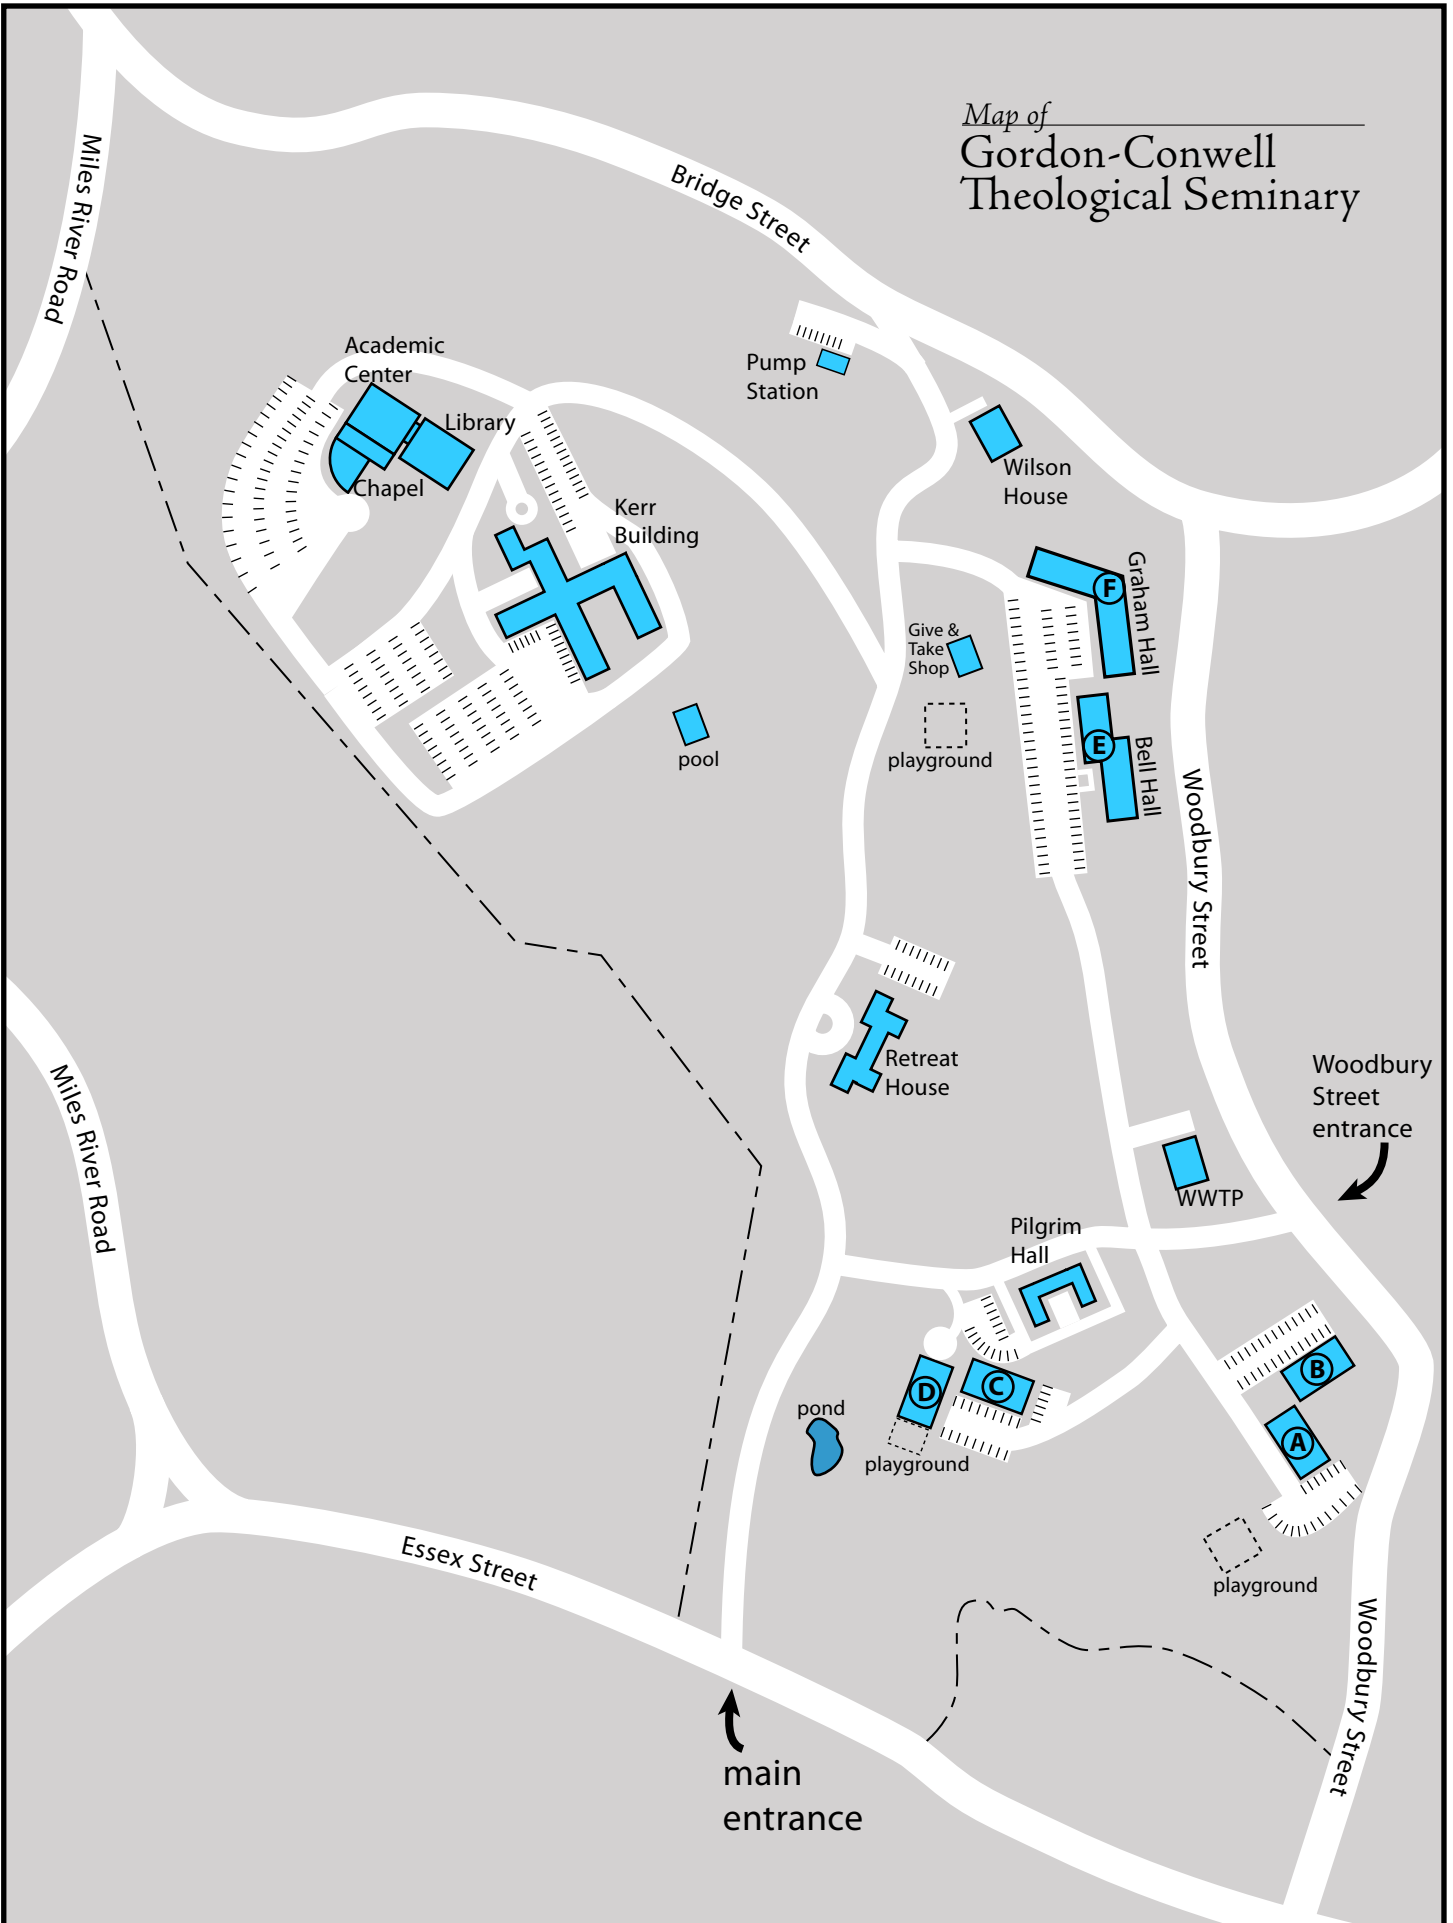 Map of
Gordon-Conwell
Theological Seminary
Miles River Road
Bridge Street
Academic
Center
Library
Chapel
Pump
Station
Wilson
House
Kerr
Building
F
Graham Hall
Give &
Take
Shop
playground
E
Bell Hall
pool
Woodbury Street
Retreat
House
Woodbury
Street
entrance
Miles River Road
WWTP
Pilgrim
Hall
B
D
C
A
pond
playground
Essex Street
playground
Woodbury Street
main
entrance